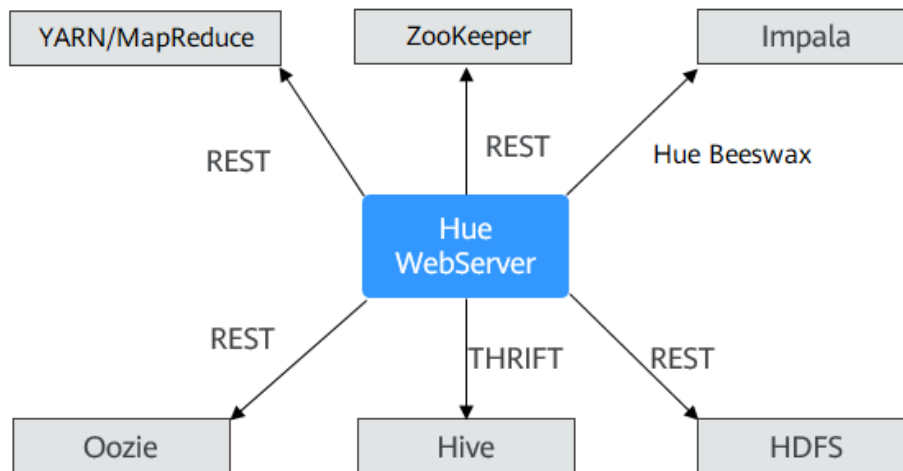 YARN/MapReduce
ZooKeeper
Impala
REST
REST
Hue Beeswax
Hue
WebServer
REST
THRIFT
REST
Oozie
Hive
HDFS